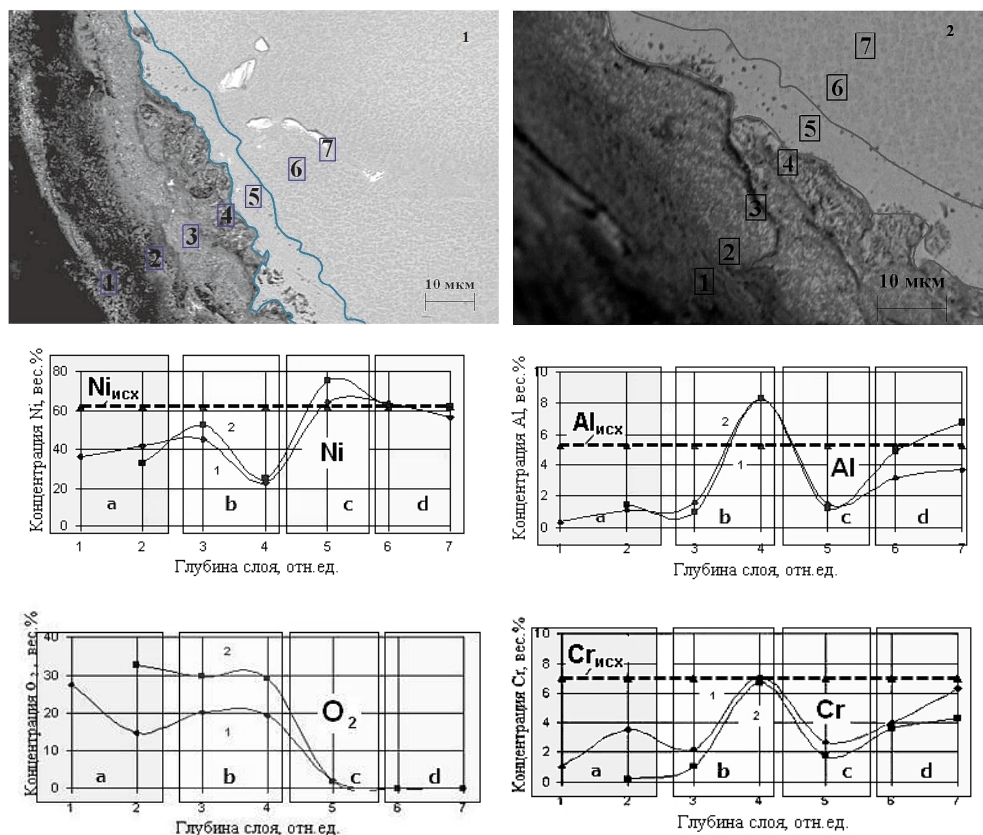 1
7
6
5
4
3
2
1
10 мкм
2
7
6
5
4
3
2
1
10 мкм
Концентрация Ni, вес.%
80
60
40
20
0
Niисх
2
1
Ni
a
b
c
d
1 2 3 4 5 6 7
Глубина слоя, отн.ед.
Концентрация Al, вес.%
10
8
6
4
2
0
Alисх
2
1
Al
a
b
c
d
1 2 3 4 5 6 7
Глубина слоя, отн.ед.
Концентрация O2, вес.%
40
30
20
10
0
2
1
O2
a
b
c
d
1 2 3 4 5 6 7
Глубина слоя, отн.ед.
Концентрация Cr, вес.%
10
8
6
4
2
0
Crисх
1
2
Cr
a
b
c
d
1 2 3 4 5 6 7
Глубина слоя, отн.ед.